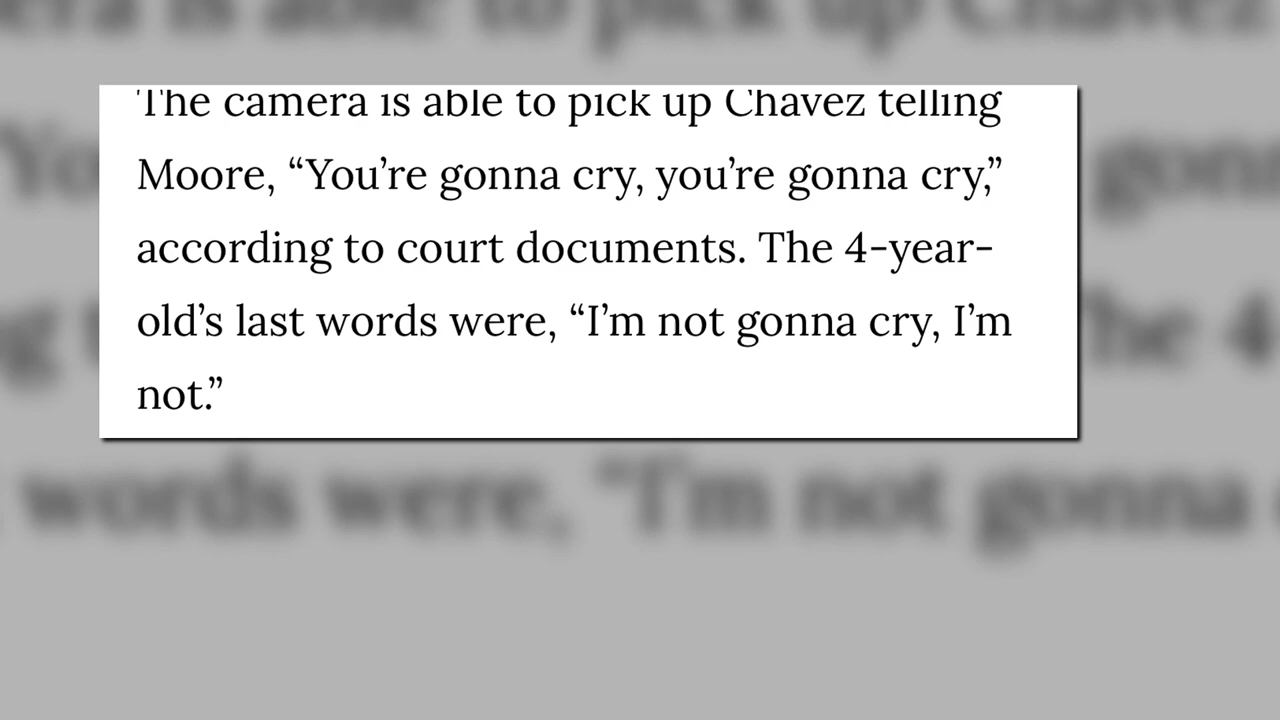 The camera is able to pick up Chavez telling
Moore, “You’re gonna cry, you’re gonna cry,”
according to court documents. The 4-year-
old’s last words were, “I’m not gonna cry, I’m
not.”